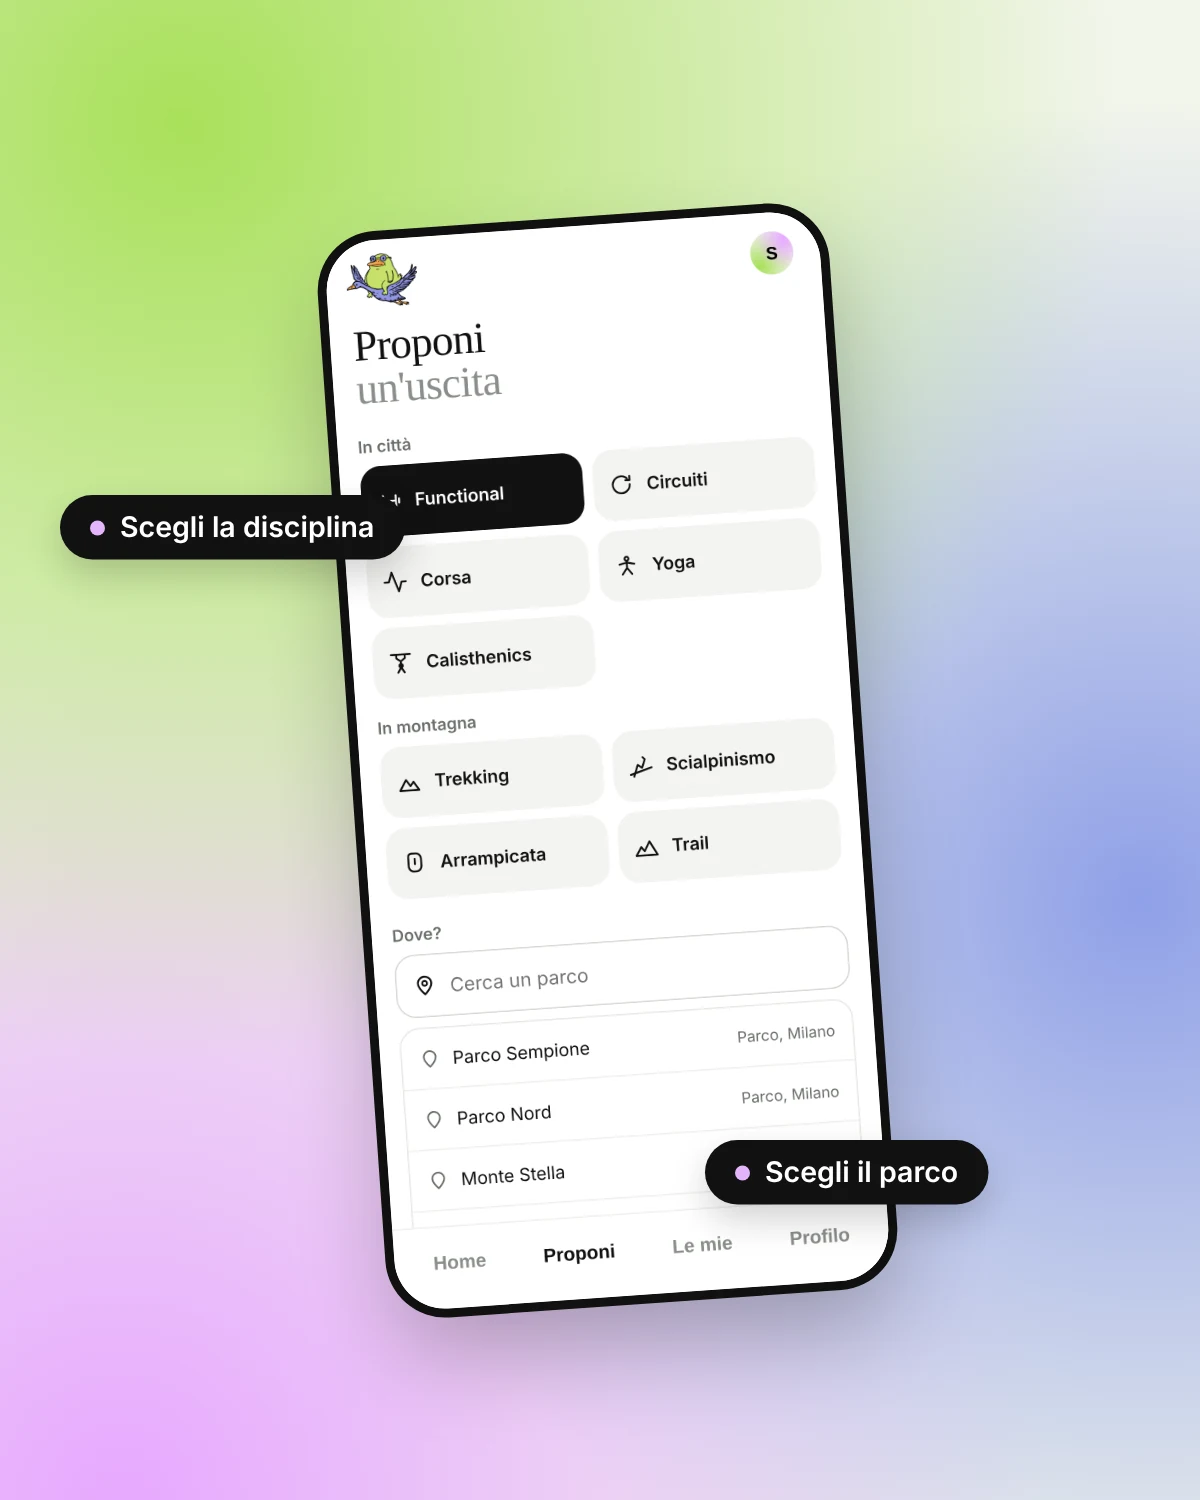 S
Proponi
un'uscita
In città
Functional
Circuiti
Scegli la disciplina
Corsa
Yoga
Calisthenics
In montagna
Trekking
Scialpinismo
Arrampicata
Trail
Dove?
Cerca un parco
Parco Sempione
Parco, Milano
Parco Nord
Parco, Milano
Monte Stella
Scegli il parco
Home
Proponi
Le mie
Profilo